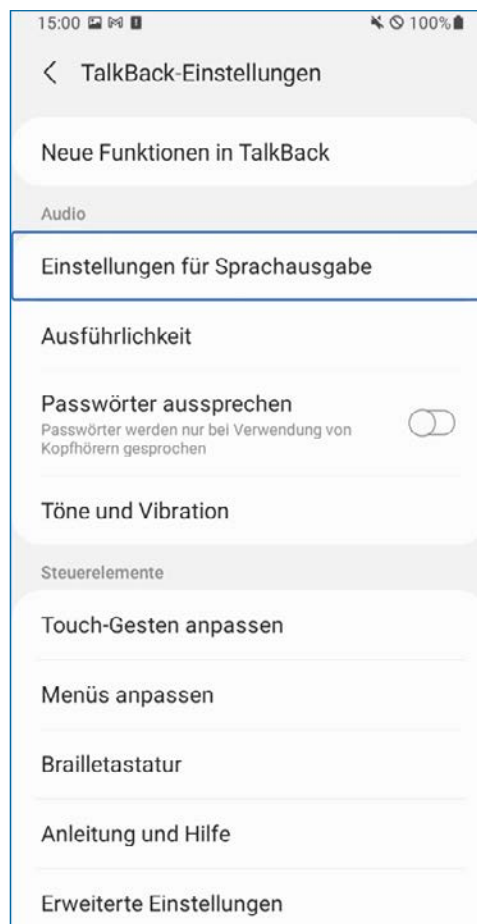 15:00 100%
TalkBack-Einstellungen
Neue Funktionen in TalkBack
Audio
Einstellungen für Sprachausgabe
Ausführlichkeit
Passwörter aussprechen
Passwörter werden nur bei Verwendung von
Kopfhörern gesprochen
Töne und Vibration
Steuerelemente
Touch-Gesten anpassen
Menüs anpassen
Brailletastatur
Anleitung und Hilfe
Erweiterte Einstellungen